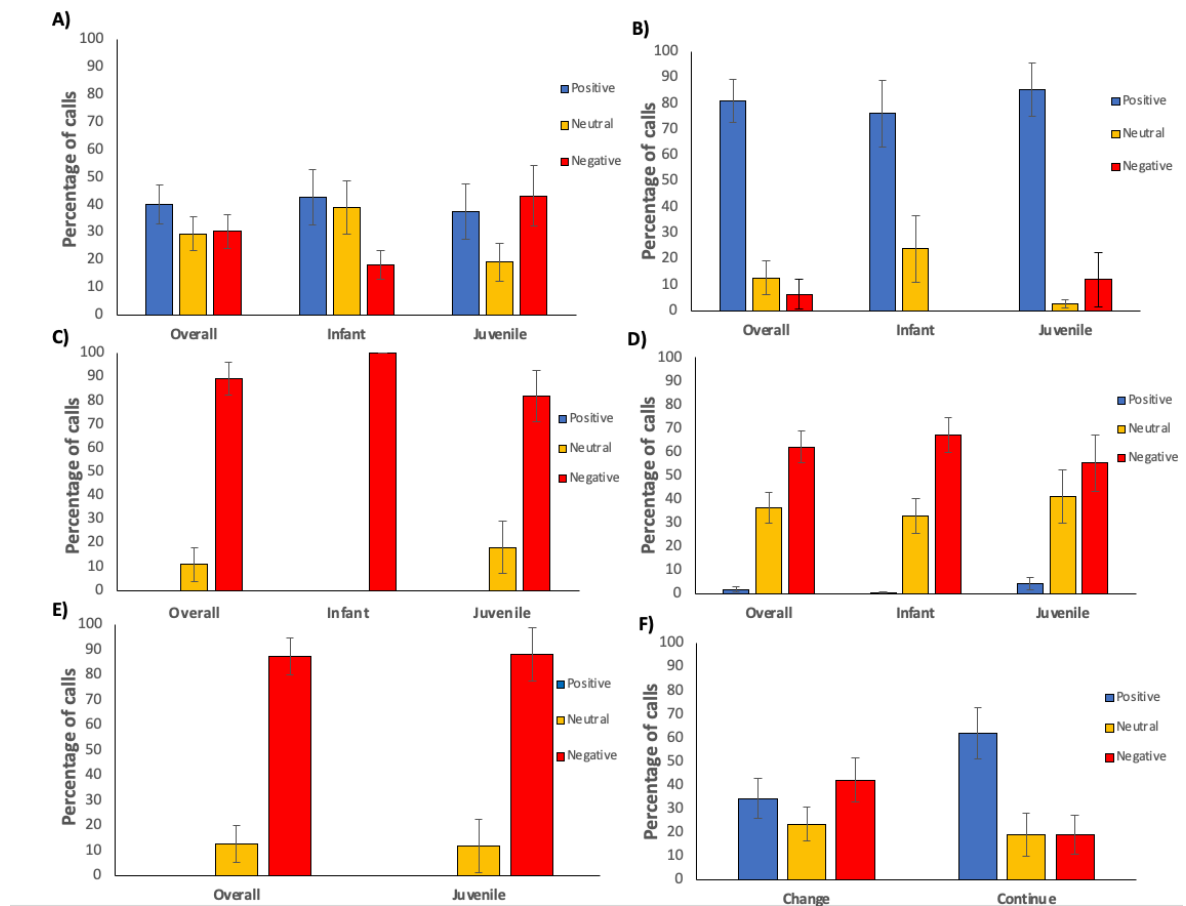 A)
Percentage of calls
100
90
80
70
60
50
40
30
20
10
0
Positive
Neutral
Negative
Overall Infant Juvenile
B)
Percentage of calls
100
90
80
70
60
50
40
30
20
10
0
Positive
Neutral
Negative
Overall Infant Juvenile
C)
Percentage of calls
100
90
80
70
60
50
40
30
20
10
0
Positive
Neutral
Negative
Overall Infant Juvenile
D)
Percentage of calls
100
90
80
70
60
50
40
30
20
10
0
Positive
Neutral
Negative
Overall Infant Juvenile
E)
Percentage of calls
100
90
80
70
60
50
40
30
20
10
0
Positive
Neutral
Negative
Overall Juvenile
F)
Percentage of calls
100
90
80
70
60
50
40
30
20
10
0
Positive
Neutral
Negative
Change Continue